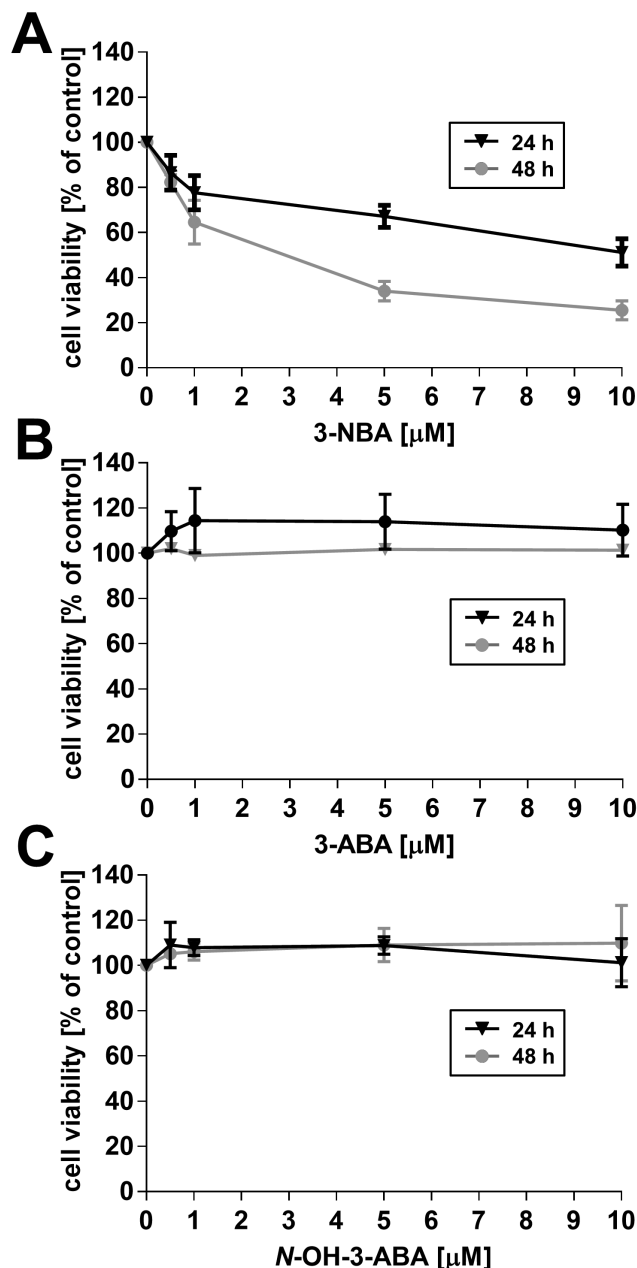 A
cell viability [% of control]
140
120
100
80
60
40
20
0
24 h
48 h
0 1 2 3 4 5 6 7 8 9 10
3-NBA [μM]
B
cell viability [% of control]
140
120
100
80
60
40
20
0
24 h
48 h
0 1 2 3 4 5 6 7 8 9 10
3-ABA [μM]
C
cell viability [% of control]
140
120
100
80
60
40
20
0
24 h
48 h
0 1 2 3 4 5 6 7 8 9 10
N-OH-3-ABA [μM]